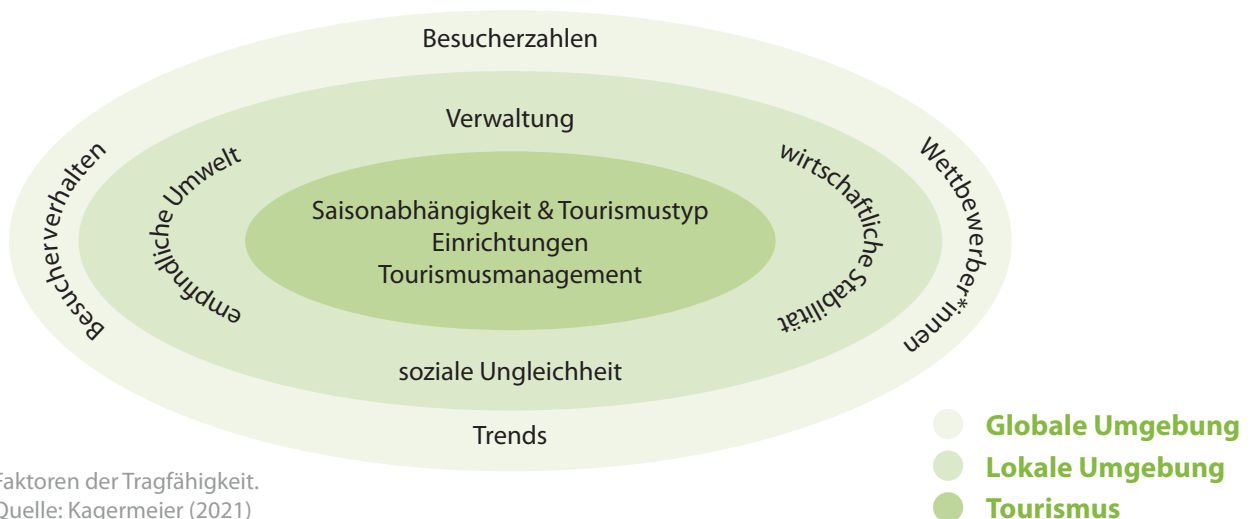 Besucherzahlen
Verwaltung
Besucherverhalten
empfindliche Umwelt
Saisonabhängigkeit & Tourismustyp
Einrichtungen
Tourismusmanagement
wirtschaftliche Stabilität
Wettbewerber*innen
soziale Ungleichheit
Trends
Globale Umgebung
Lokale Umgebung
Tourismus
Faktoren der Tragfähigkeit.
Quelle: Kagermeier (2021)